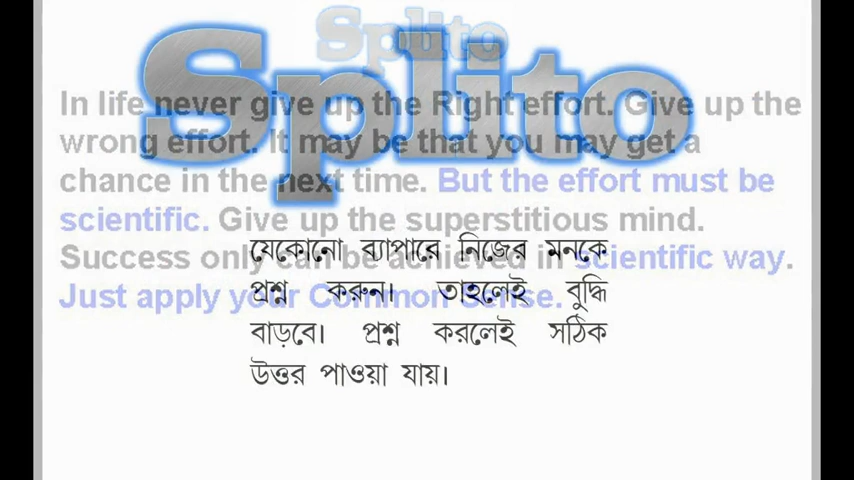 Splito
Splito
In life never give up the Right effort. Give up the
wrong effort. It may be that you may get a
chance in the next time. But the effort must be
scientific. Give up the superstitious mind.
Success only can be achieved in scientific way.
Just apply your Common Sense.
যেকোনো ব্যাপারে নিজের মনকে
প্রশ্ন করুন। তাহলেই বুদ্ধি
বাড়বে। প্রশ্ন করলেই সঠিক
উত্তর পাওয়া যায়।